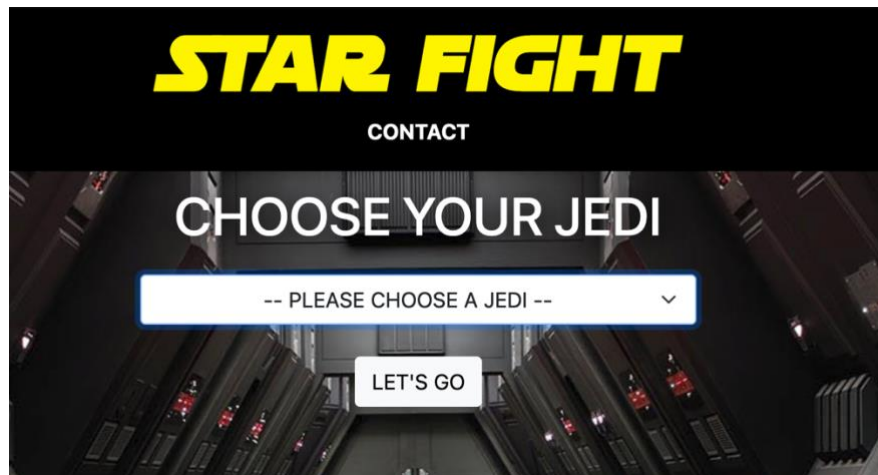 STAR FIGHT
CONTACT
CHOOSE YOUR JEDI
-- PLEASE CHOOSE A JEDI --
LET'S GO